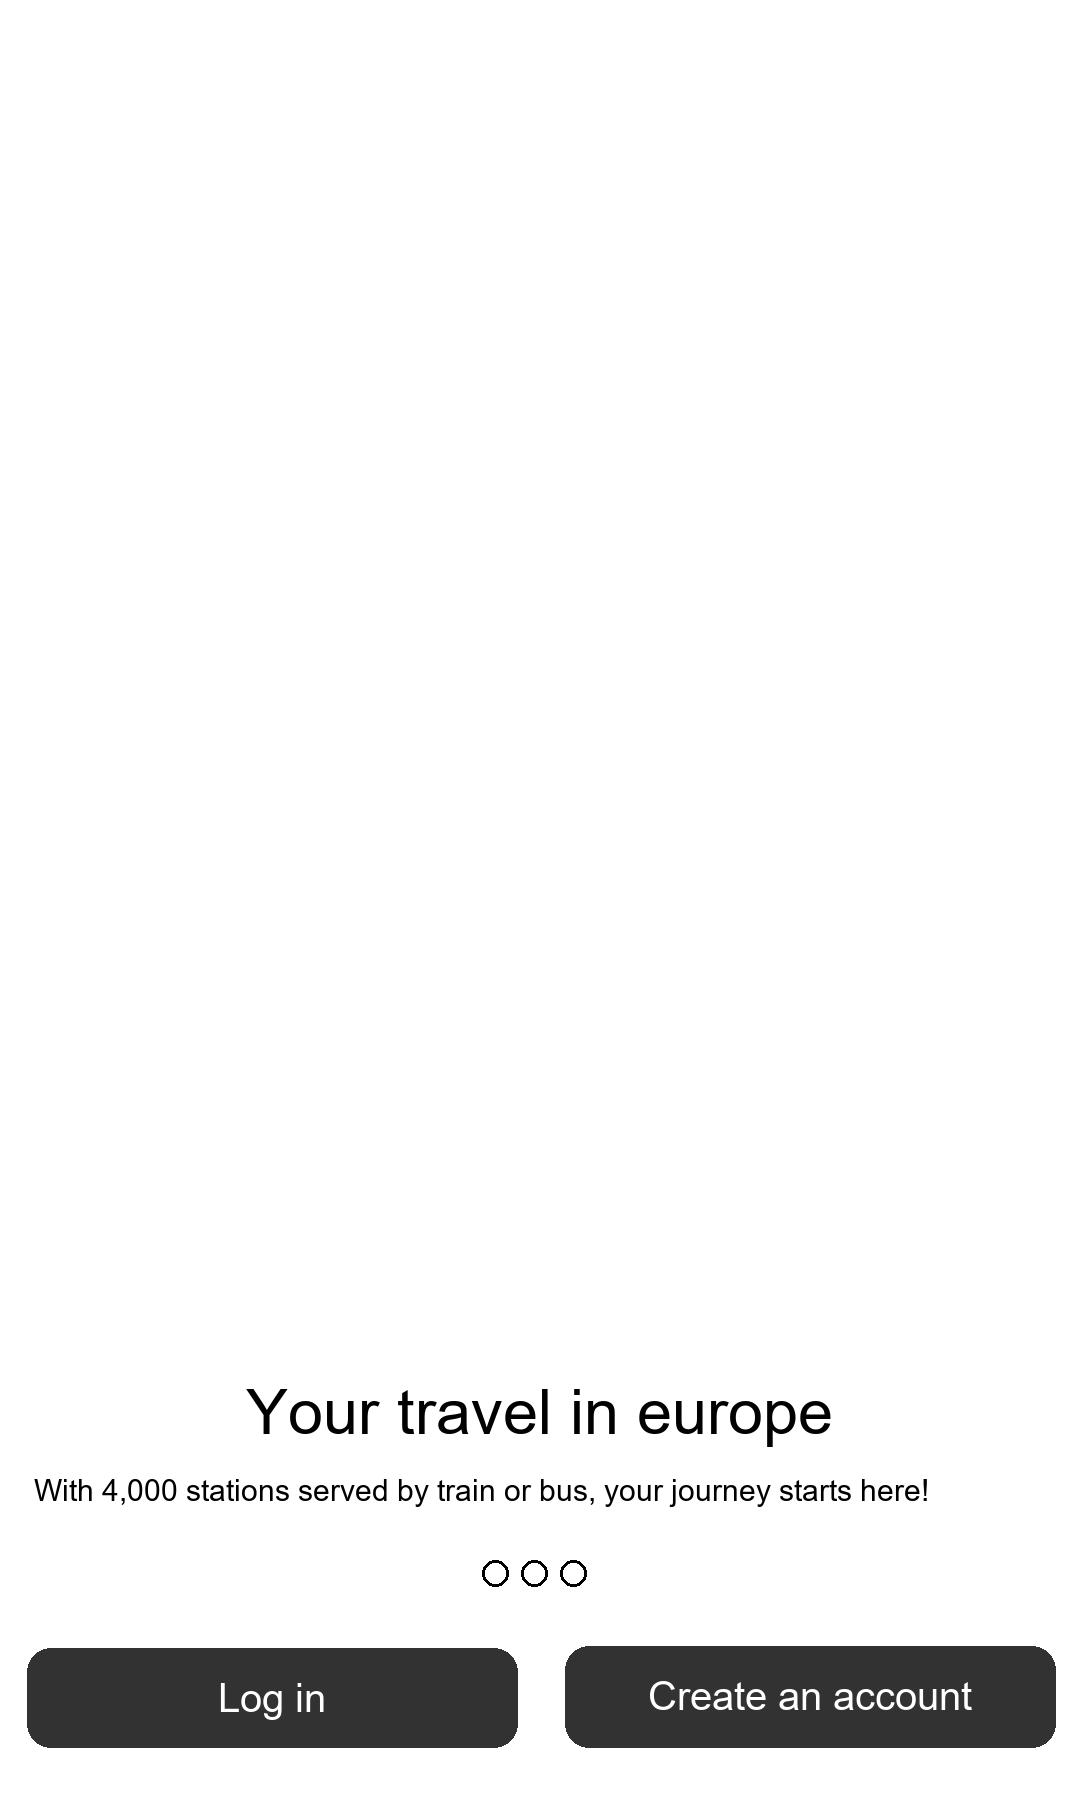 Your travel in europe
With 4,000 stations served by train or bus, your journey starts here!
Log in
Create an account